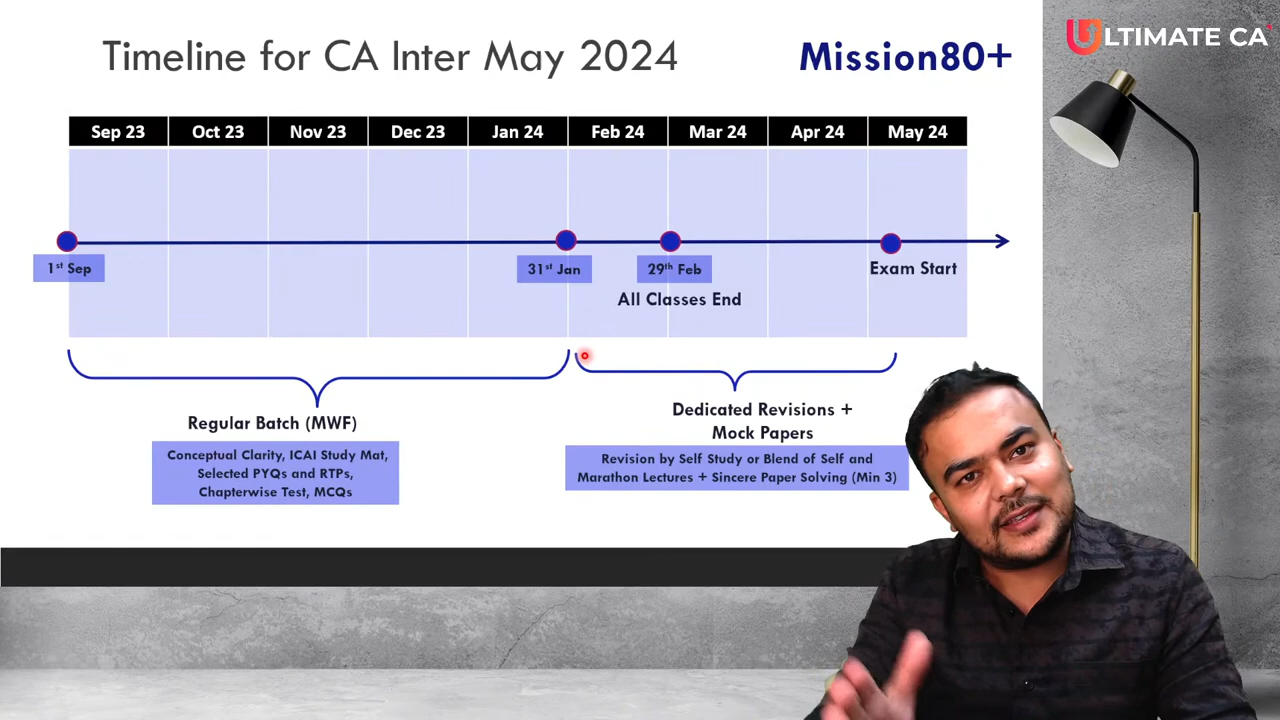 Timeline for CA Inter May 2024
Mission80+
ULTIMATE CA
Sep 23
Oct 23
Nov 23
Dec 23
Jan 24
Feb 24
Mar 24
Apr 24
May 24
1st Sep
31st Jan
29th Feb
Exam Start
All Classes End
Regular Batch (MWF)
Conceptual Clarity, ICAI Study Mat,
Selected PYQs and RTPs,
Chapterwise Test, MCQs
Dedicated Revisions +
Mock Papers
Revision by Self Study or Blend of Self and
Marathon Lectures + Sincere Paper Solving (Min 3)